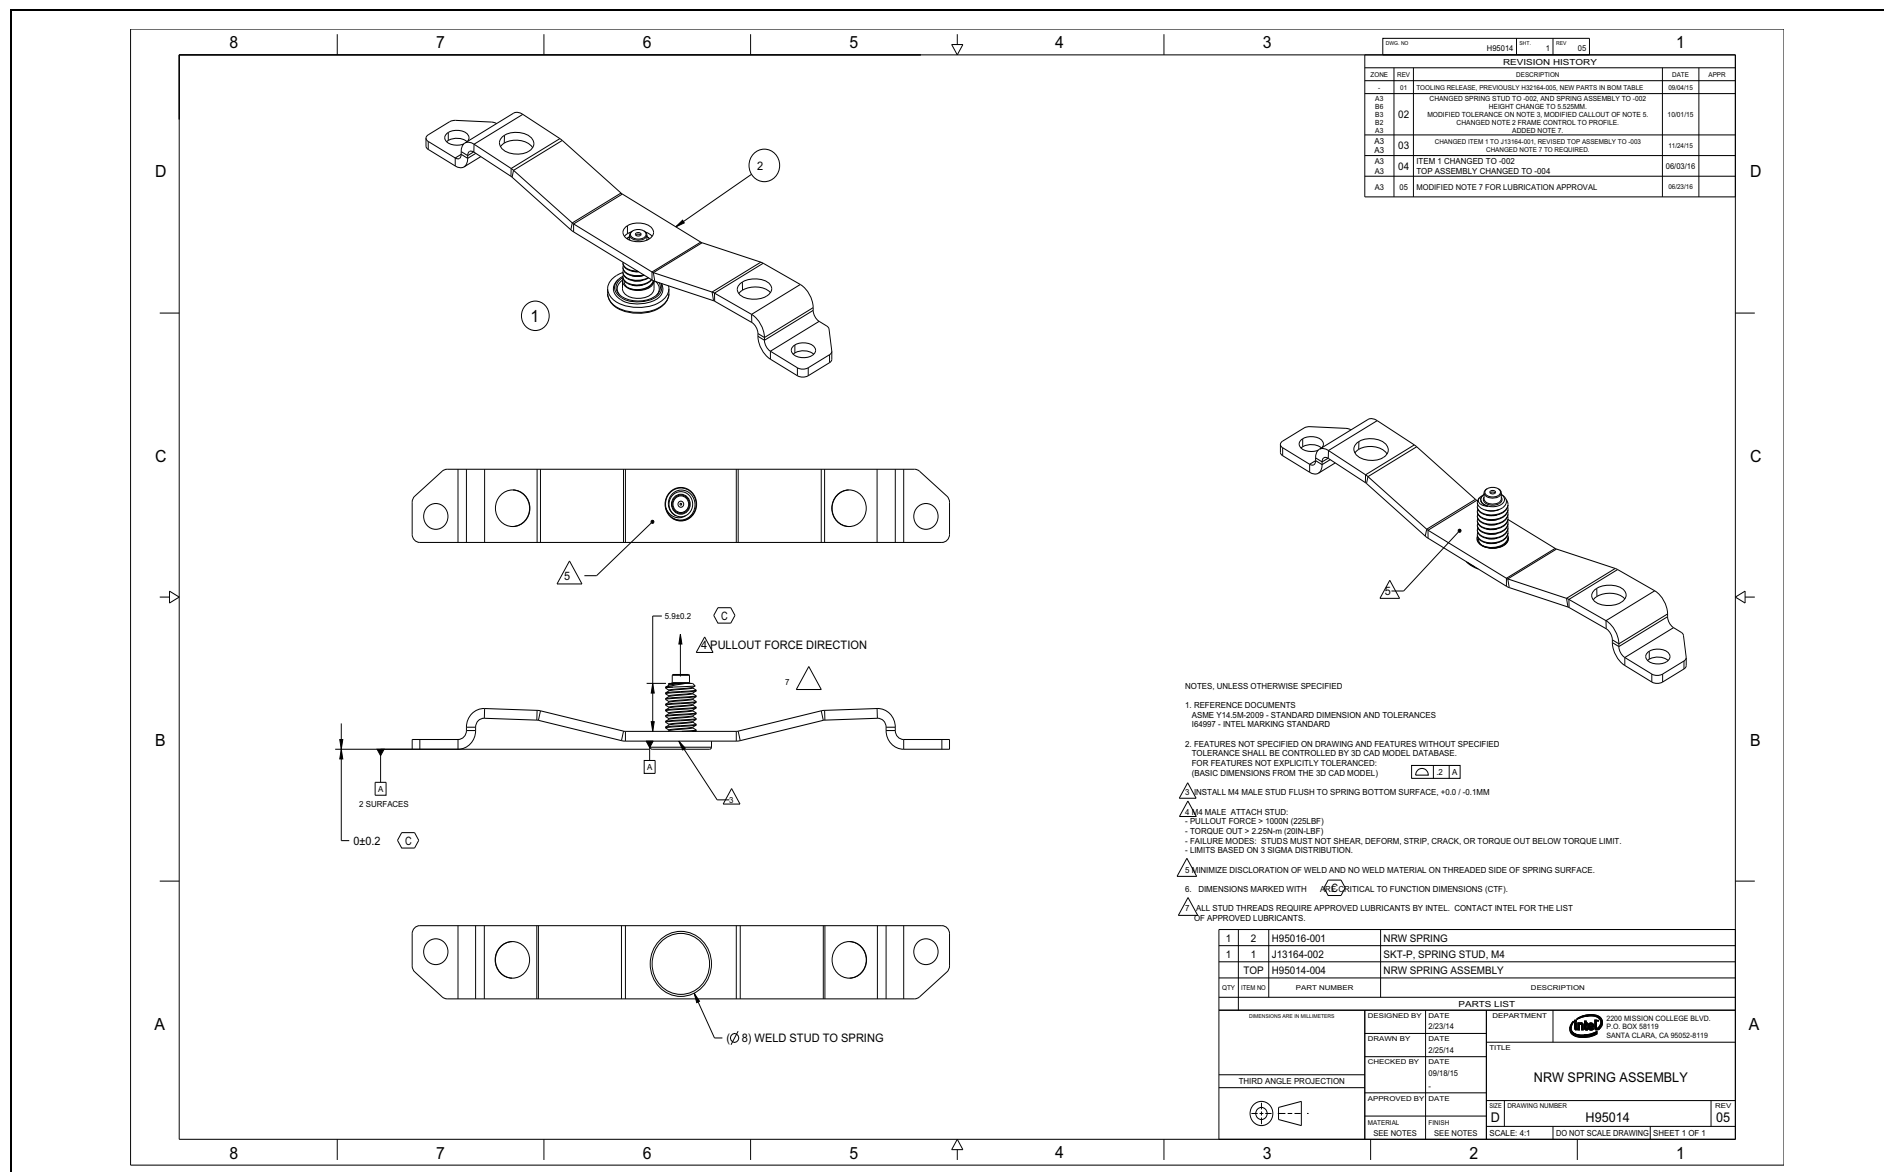 8 7 6 5 4 3 1
DWG. NO H95014 SHT. 1 REV 05
REVISION HISTORY
ZONE REV DESCRIPTION DATE APPR
- 01 TOOLING RELEASE, PREVIOUSLY H32164-005, NEW PARTS IN BOM TABLE 09/04/15
A3 CHANGED SPRING STUD TO -002, AND SPRING ASSEMBLY TO -002
B6 HEIGHT CHANGE TO 5.525MM.
B3 02 MODIFIED TOLERANCE ON NOTE 3, MODIFIED CALLOUT OF NOTE 5. 10/01/15
B2 CHANGED NOTE 2 FRAME CONTROL TO PROFILE.
A3 ADDED NOTE 7.
A3 03 CHANGED ITEM 1 TO J13164-001, REVISED TOP ASSEMBLY TO -003 11/24/15
A3 CHANGED NOTE 7 TO REQUIRED.
A3 04 ITEM 1 CHANGED TO -002 06/03/16
A3 TOP ASSEMBLY CHANGED TO -004
A3 05 MODIFIED NOTE 7 FOR LUBRICATION APPROVAL 06/23/16
D D
2
1
C C
5
5
5.9±0.2 C
4 PULLOUT FORCE DIRECTION
7
B B
A
A
2 SURFACES
3
0±0.2 C
NOTES, UNLESS OTHERWISE SPECIFIED
1. REFERENCE DOCUMENTS
ASME Y14.5M-2009 - STANDARD DIMENSION AND TOLERANCES
I64997 - INTEL MARKING STANDARD
2. FEATURES NOT SPECIFIED ON DRAWING AND FEATURES WITHOUT SPECIFIED
TOLERANCE SHALL BE CONTROLLED BY 3D CAD MODEL DATABASE.
FOR FEATURES NOT EXPLICITLY TOLERANCED:
(BASIC DIMENSIONS FROM THE 3D CAD MODEL) .2 A
3 INSTALL M4 MALE STUD FLUSH TO SPRING BOTTOM SURFACE, +0.0 / -0.1MM
4 M4 MALE ATTACH STUD:
- PULLOUT FORCE > 1000N (225LBF)
- TORQUE OUT > 2.25N-m (20IN-LBF)
- FAILURE MODES: STUDS MUST NOT SHEAR, DEFORM, STRIP, CRACK, OR TORQUE OUT BELOW TORQUE LIMIT.
- LIMITS BASED ON 3 SIGMA DISTRIBUTION.
5 MINIMIZE DISCLORATION OF WELD AND NO WELD MATERIAL ON THREADED SIDE OF SPRING SURFACE.
6. DIMENSIONS MARKED WITH C ARE CRITICAL TO FUNCTION DIMENSIONS (CTF).
7 ALL STUD THREADS REQUIRE APPROVED LUBRICANTS BY INTEL. CONTACT INTEL FOR THE LIST
OF APPROVED LUBRICANTS.
(Ø 8) WELD STUD TO SPRING
1 2 H95016-001 NRW SPRING
1 1 J13164-002 SKT-P, SPRING STUD, M4
TOP H95014-004 NRW SPRING ASSEMBLY
QTY ITEM NO PART NUMBER DESCRIPTION
PARTS LIST
A A
DIMENSIONS ARE IN MILLIMETERS
THIRD ANGLE PROJECTION
DESIGNED BY DATE
2/23/14
DRAWN BY DATE
2/25/14
CHECKED BY DATE
09/18/15
-
APPROVED BY DATE
MATERIAL FINISH
SEE NOTES SEE NOTES
DEPARTMENT
intel
2200 MISSION COLLEGE BLVD.
P.O. BOX 58119
SANTA CLARA, CA 95052-8119
TITLE
NRW SPRING ASSEMBLY
SIZE DRAWING NUMBER REV
D H95014 05
SCALE: 4:1 DO NOT SCALE DRAWING SHEET 1 OF 1
8 7 6 5 4 3 2 1